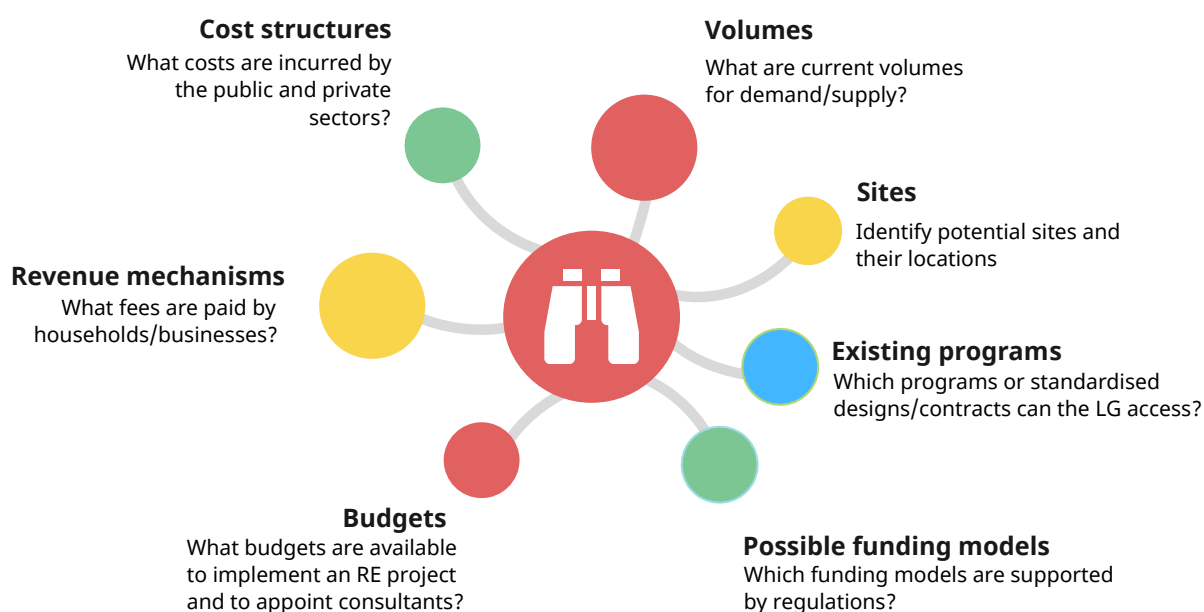 Cost structures
What costs are incurred by
the public and private
sectors?
Volumes
What are current volumes
for demand/supply?
Sites
Identify potential sites and
their locations
Revenue mechanisms
What fees are paid by
households/businesses?
Existing programs
Which programs or standardised
designs/contracts can the LG access?
Budgets
What budgets are available
to implement an RE project
and to appoint consultants?
Possible funding models
Which funding models are supported
by regulations?